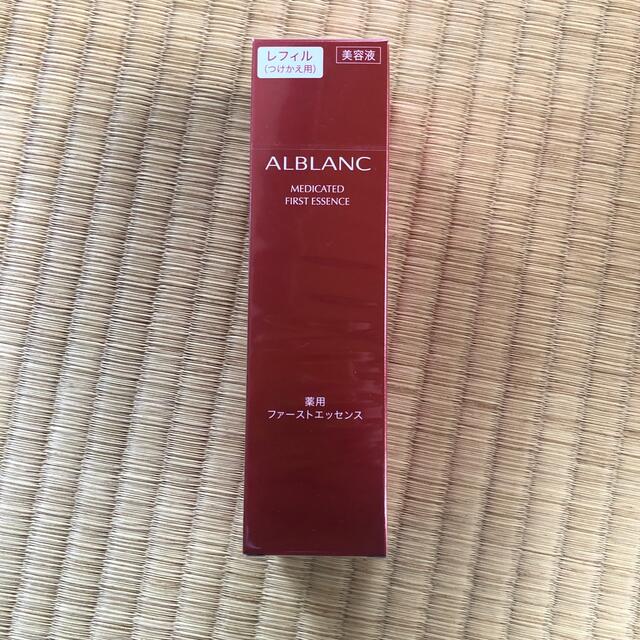 レフィル
(つけかえ用)
美容液
ALBLANC
MEDICATED
FIRST ESSENCE
薬用
ファーストエッセンス